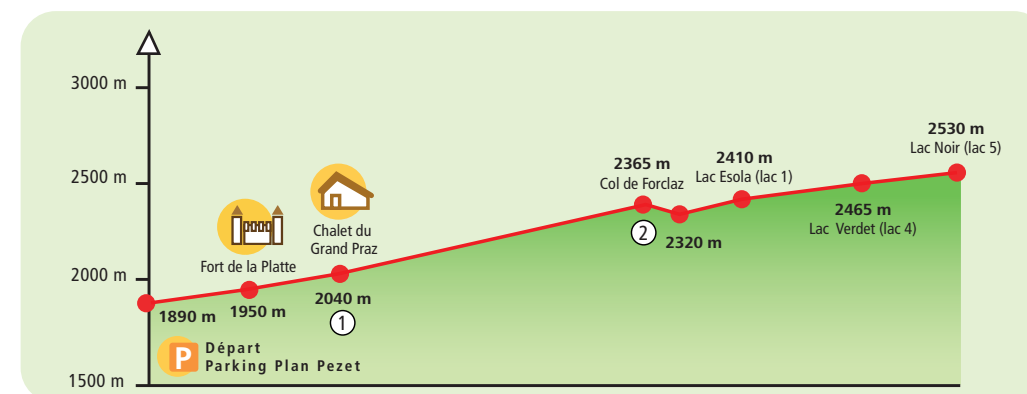 3000 m
2500 m
2000 m
1500 m
1890 m
P
Départ
Parking Plan Pezet
Fort de la Platte
1950 m
Chalet du
Grand Praz
2040 m
1
2365 m
Col de Forclaz
2
2320 m
2410 m
Lac Esola (lac 1)
2465 m
Lac Verdet (lac 4)
2530 m
Lac Noir (lac 5)